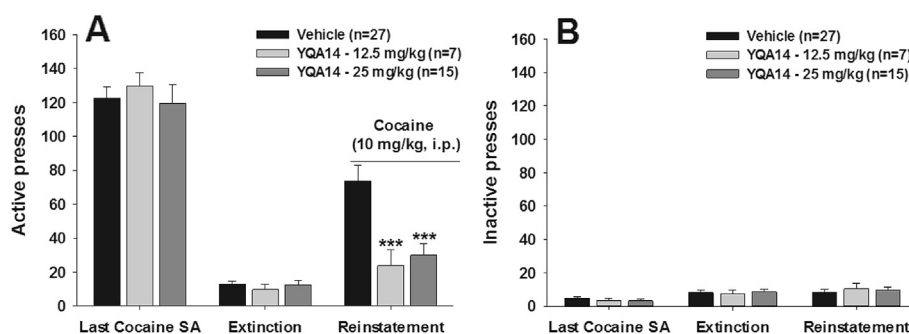 A
Vehicle (n=27)
YQA14 - 12.5 mg/kg (n=7)
YQA14 - 25 mg/kg (n=15)
Cocaine
(10 mg/kg, i.p.)
*** ***
Active presses
160
140
120
100
80
60
40
20
0
Last Cocaine SA Extinction Reinstatement
B
Vehicle (n=27)
YQA14 - 12.5 mg/kg (n=7)
YQA14 - 25 mg/kg (n=15)
Inactive presses
160
140
120
100
80
60
40
20
0
Last Cocaine SA Extinction Reinstatement